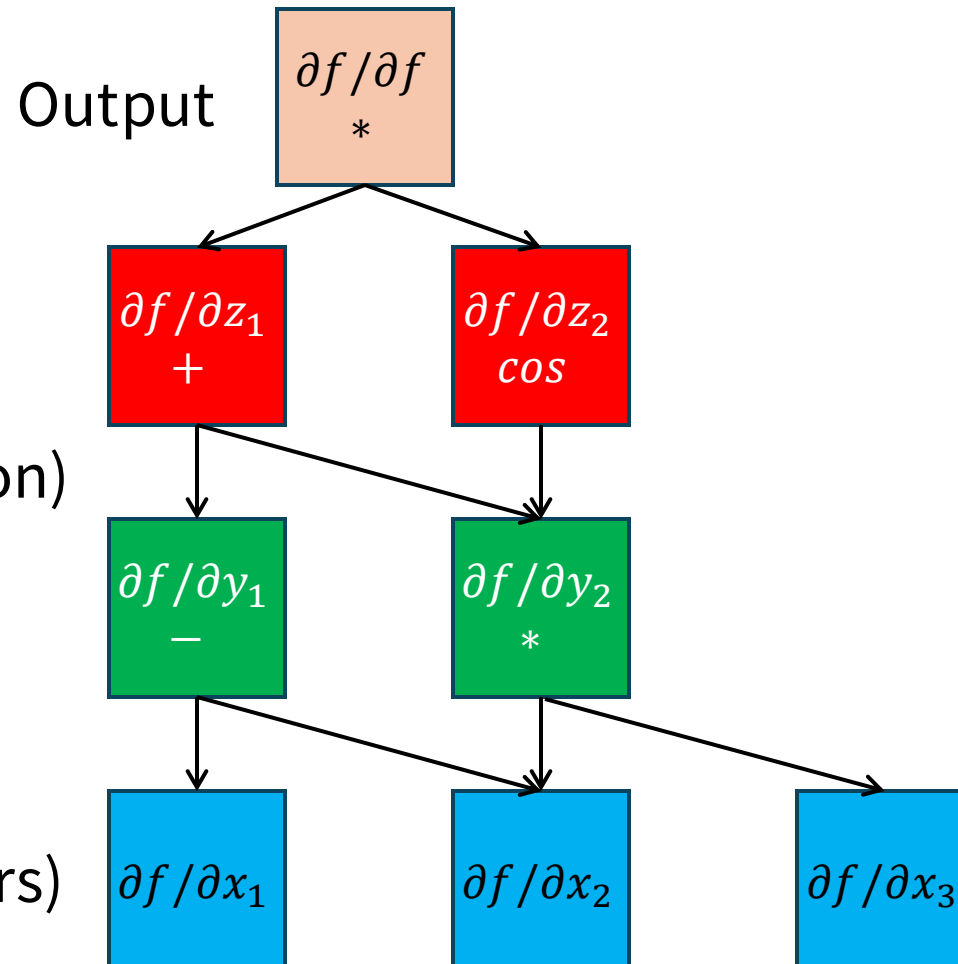 Output
∂f/∂f
*
∂f/∂z₁
+
∂f/∂z₂
cos
on)
∂f/∂y₁
−
∂f/∂y₂
*
rs)
∂f/∂x₁
∂f/∂x₂
∂f/∂x₃